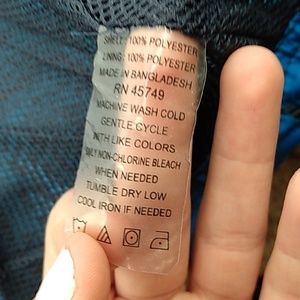 SHELL: 100% POLYESTER
LINING: 100% POLYESTER
MADE IN BANGLADESH
RN 45749
MACHINE WASH COLD
GENTLE CYCLE
WITH LIKE COLORS
ONLY NON-CHLORINE BLEACH
WHEN NEEDED
TUMBLE DRY LOW
COOL IRON IF NEEDED